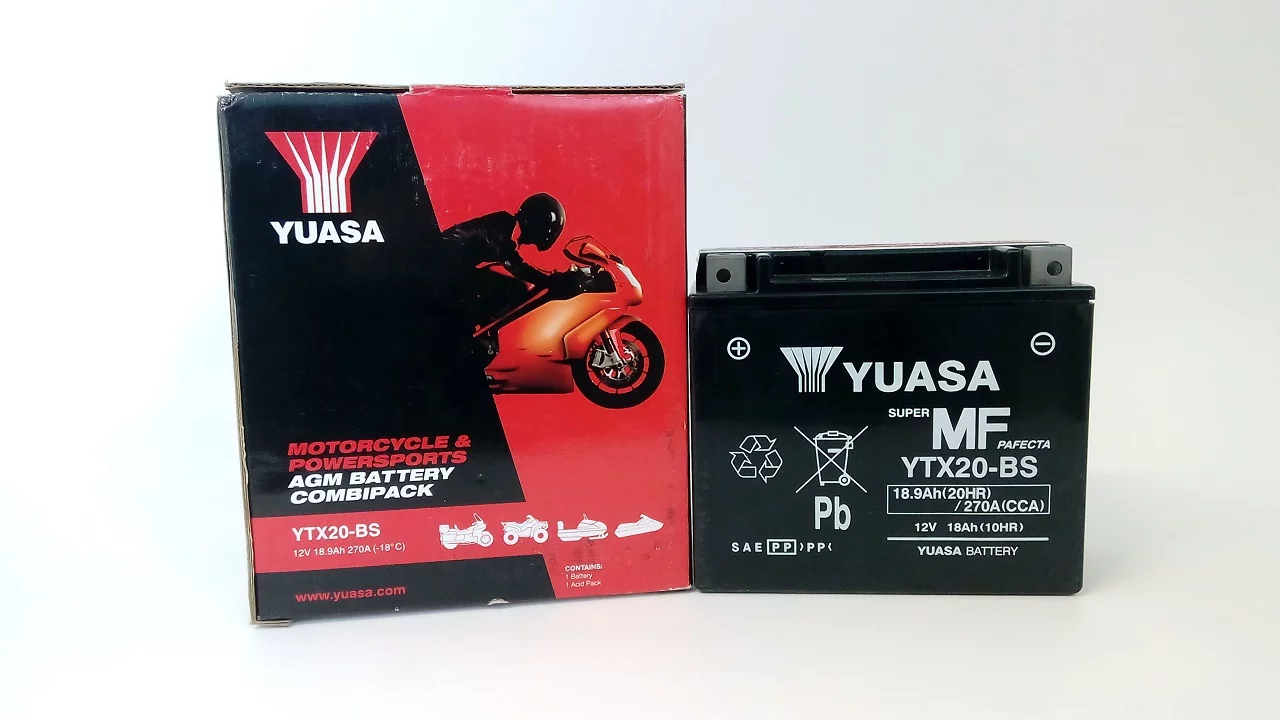 YUASA
MOTORCYCLE &
POWERSPORTS
AGM BATTERY
COMBIPACK
YTX20-BS
12V 18.9Ah 270A (-18°C)
CONTAINS:
1 Battery
1 Acid Pack
www.yuasa.com
+ −
YUASA
SUPER MF PAFECTA
YTX20-BS
18.9Ah(20HR)
/270A(CCA)
12V 18Ah(10HR)
YUASA BATTERY
Pb
SAE PP >PP<